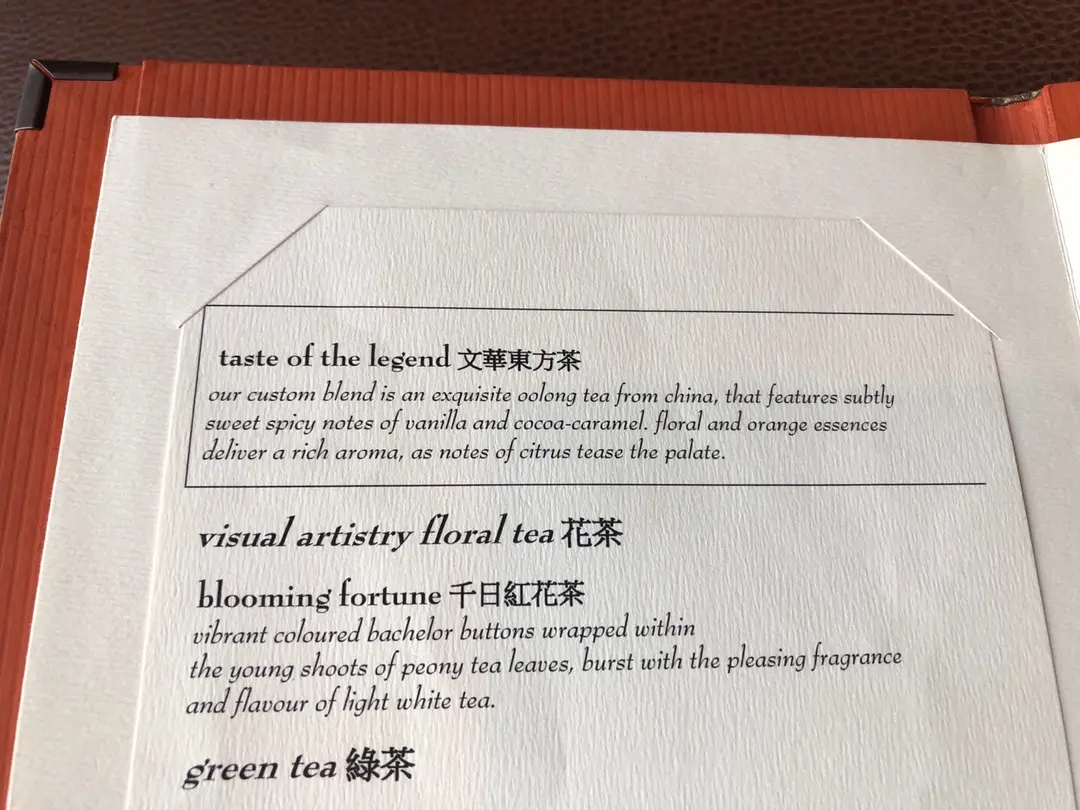 taste of the legend 文華東方茶
our custom blend is an exquisite oolong tea from china, that features subtly
sweet spicy notes of vanilla and cocoa-caramel. floral and orange essences
deliver a rich aroma, as notes of citrus tease the palate.
visual artistry floral tea 花茶
blooming fortune 千日紅花茶
vibrant coloured bachelor buttons wrapped within
the young shoots of peony tea leaves, burst with the pleasing fragrance
and flavour of light white tea.
green tea 綠茶